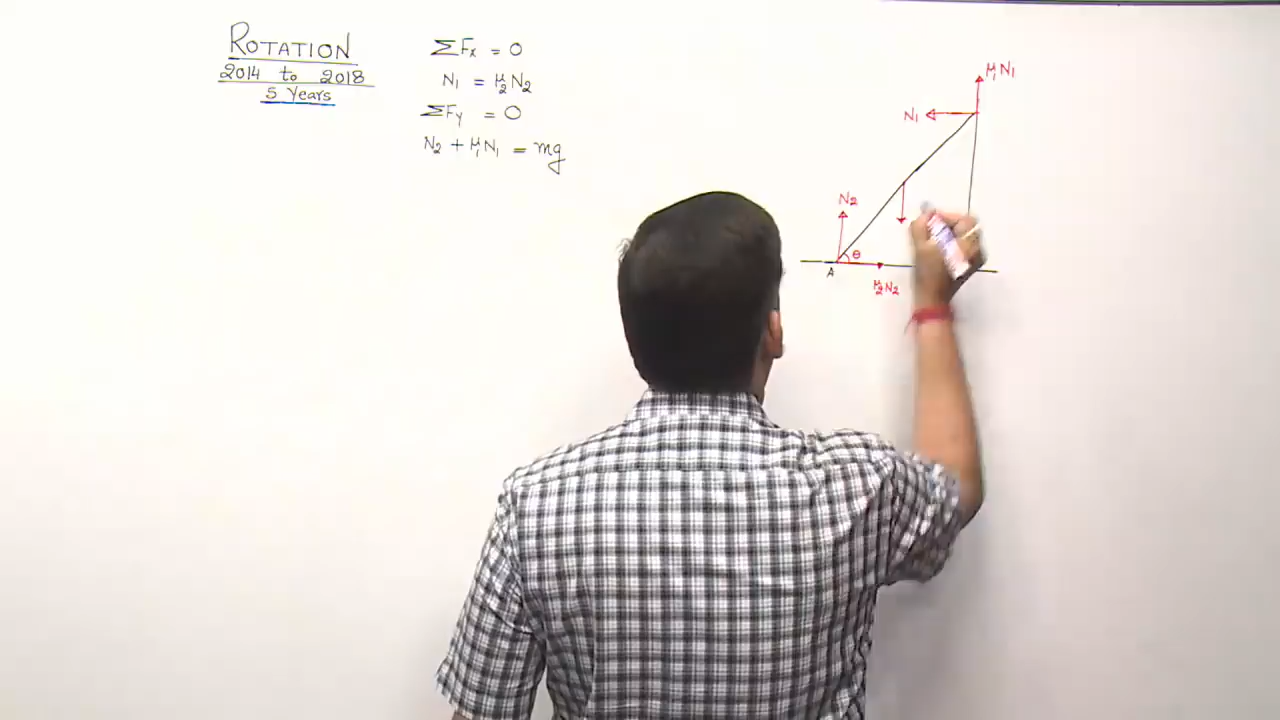 ROTATION
2014 to 2018
5 Years
ΣFx = 0
N1 = μ2N2
ΣFy = 0
N2 + μ1N1 = mg
μ1N1
N1
N2
θ
A
μ2N2